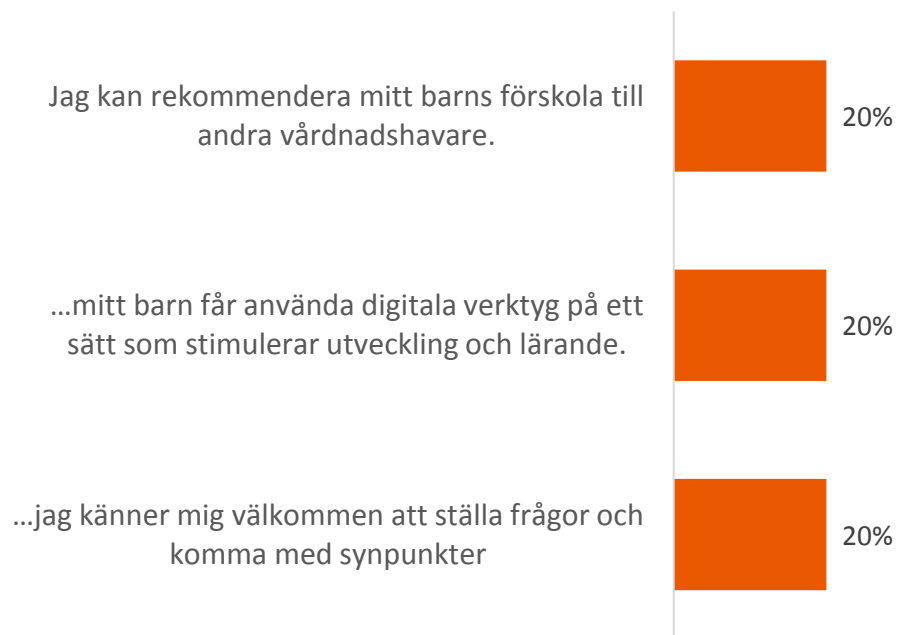 Jag kan rekommendera mitt barns förskola till
andra vårdnadshavare.
20%
...mitt barn får använda digitala verktyg på ett
sätt som stimulerar utveckling och lärande.
20%
...jag känner mig välkommen att ställa frågor och
komma med synpunkter
20%